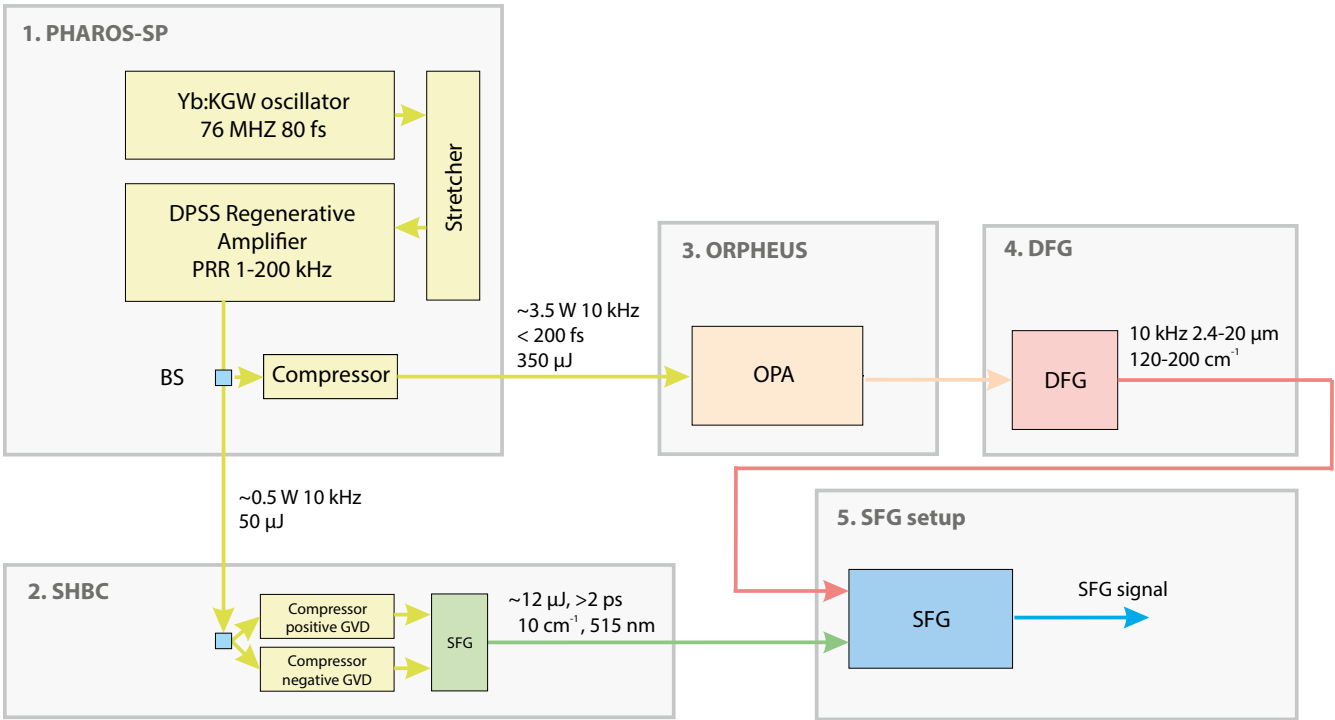 1. PHAROS-SP
Yb:KGW oscillator
76 MHZ 80 fs
Stretcher
DPSS Regenerative
Amplifier
PRR 1-200 kHz
BS
Compressor
~3.5 W 10 kHz
< 200 fs
350 µJ
3. ORPHEUS
OPA
4. DFG
DFG
10 kHz 2.4-20 µm
120-200 cm⁻¹
~0.5 W 10 kHz
50 µJ
2. SHBC
Compressor
positive GVD
Compressor
negative GVD
SFG
~12 µJ, >2 ps
10 cm⁻¹, 515 nm
5. SFG setup
SFG
SFG signal